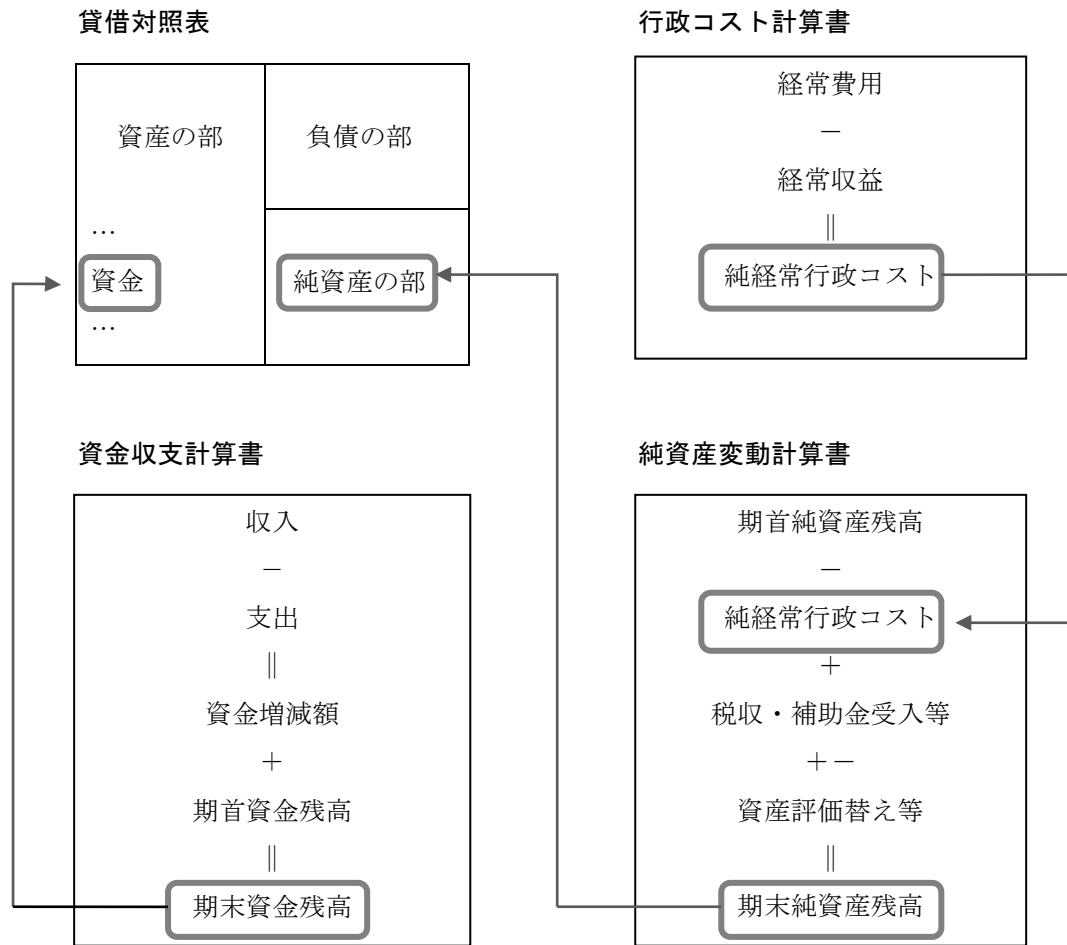 貸借対照表
資産の部
負債の部
…
資金
…
純資産の部
行政コスト計算書
経常費用
－
経常収益
||
純経常行政コスト
資金収支計算書
収入
－
支出
||
資金増減額
＋
期首資金残高
||
期末資金残高
純資産変動計算書
期首純資産残高
－
純経常行政コスト
＋
税収・補助金受入等
＋－
資産評価替え等
||
期末純資産残高